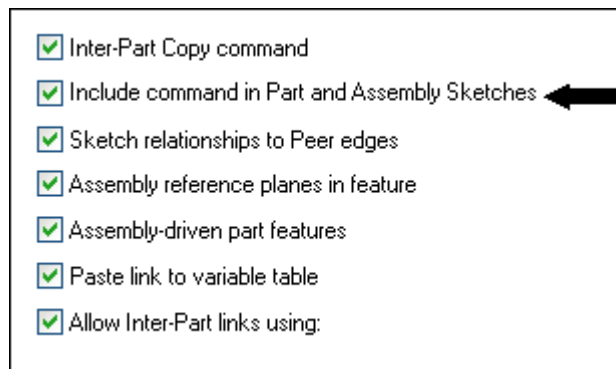 Inter-Part Copy command
Include command in Part and Assembly Sketches
Sketch relationships to Peer edges
Assembly reference planes in feature
Assembly-driven part features
Paste link to variable table
Allow Inter-Part links using: